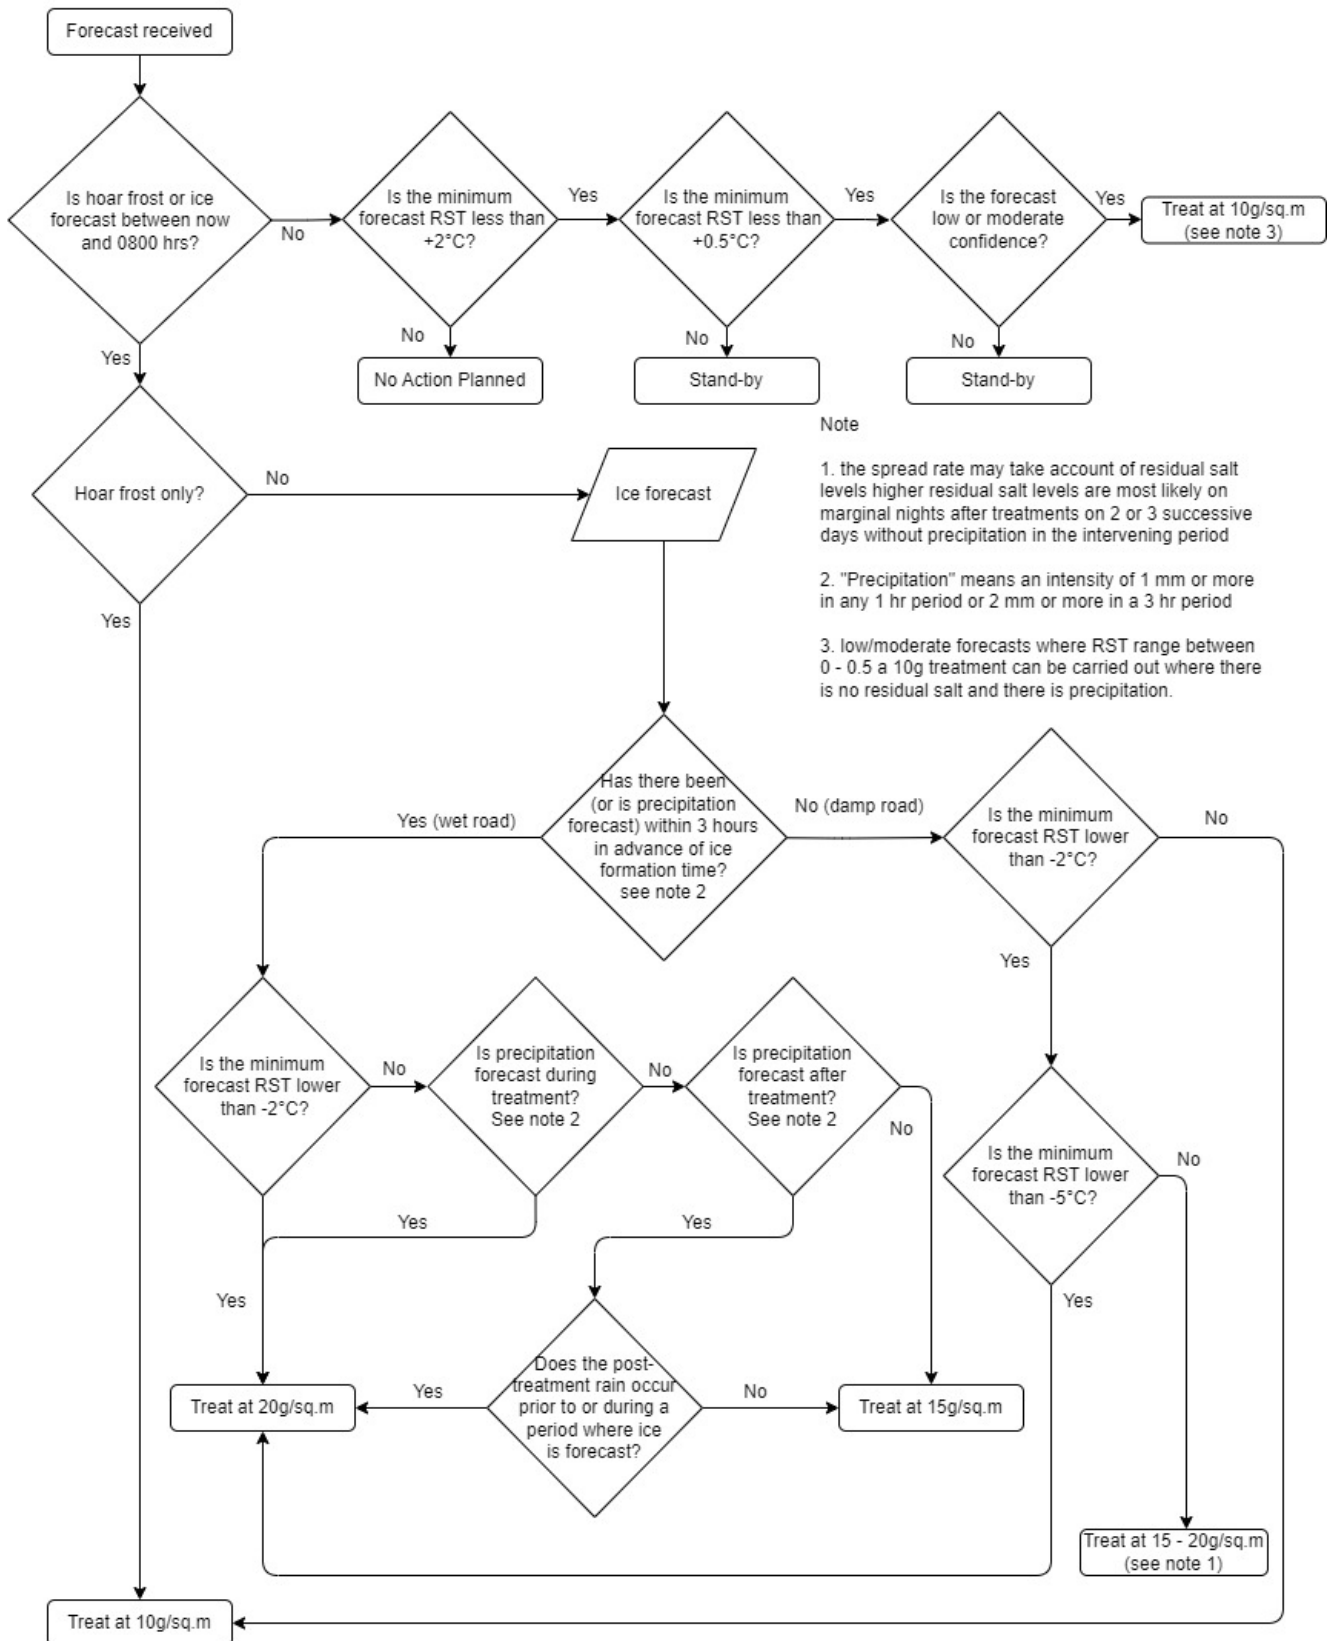 Forecast received
Is hoar frost or ice
forecast between now
and 0800 hrs?
No
Is the minimum
forecast RST less than
+2°C?
Yes
Is the minimum
forecast RST less than
+0.5°C?
Yes
Is the forecast
low or moderate
confidence?
Yes
Treat at 10g/sq.m
(see note 3)
Yes
No
No Action Planned
No
Stand-by
No
Stand-by
Hoar frost only?
No
Ice forecast
Yes
Note
1. the spread rate may take account of residual salt
levels higher residual salt levels are most likely on
marginal nights after treatments on 2 or 3 successive
days without precipitation in the intervening period
2. "Precipitation" means an intensity of 1 mm or more
in any 1 hr period or 2 mm or more in a 3 hr period
3. low/moderate forecasts where RST range between
0 - 0.5 a 10g treatment can be carried out where there
is no residual salt and there is precipitation.
Yes (wet road)
Has there been
(or is precipitation
forecast) within 3 hours
in advance of ice
formation time?
see note 2
No (damp road)
Is the minimum
forecast RST lower
than -2°C?
No
Yes
Is the minimum
forecast RST lower
than -2°C?
No
Is precipitation
forecast during
treatment?
See note 2
No
Is precipitation
forecast after
treatment?
See note 2
No
Is the minimum
forecast RST lower
than -5°C?
No
Yes
Yes
Yes
Yes
Does the post-
treatment rain occur
prior to or during a
period where ice
is forecast?
Treat at 20g/sq.m
Yes
No
Treat at 15g/sq.m
Treat at 15 - 20g/sq.m
(see note 1)
Treat at 10g/sq.m